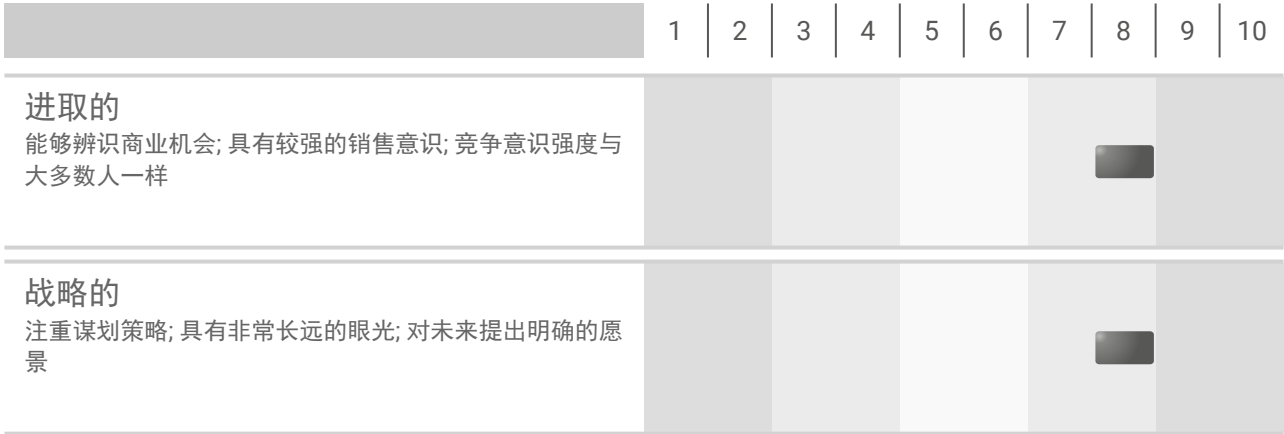 1 2 3 4 5 6 7 8 9 10
进取的
能够辨识商业机会; 具有较强的销售意识; 竞争意识强度与
大多数人一样
战略的
注重谋划策略; 具有非常长远的眼光; 对未来提出明确的愿
景